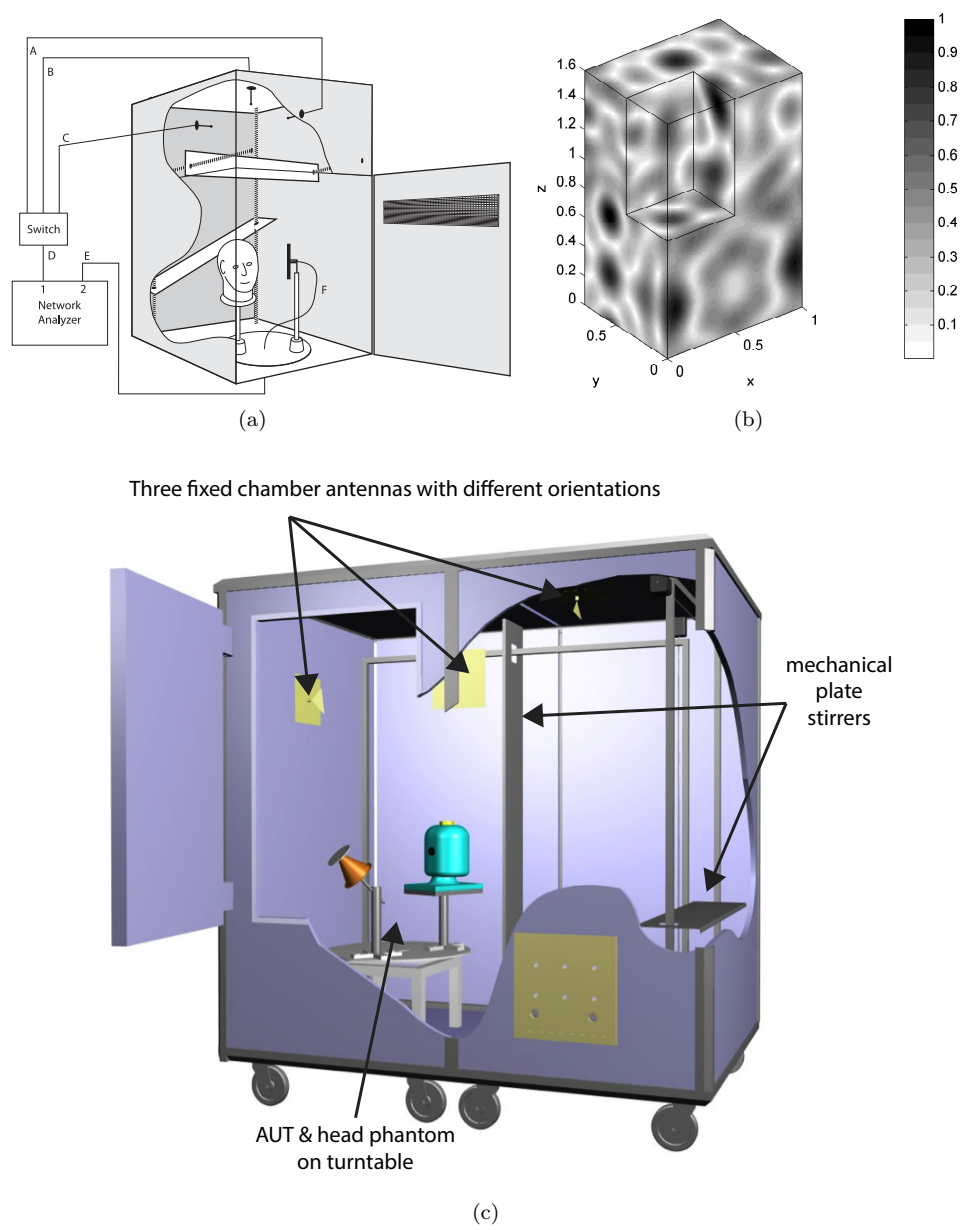 A
B
C
Switch
D
E
1 2
Network
Analyzer
F
(a)
1.6
1.4
1.2
1
0.8
0.6
0.4
0.2
0
z
0.5
0
y
0
0.5
1
x
1
0.9
0.8
0.7
0.6
0.5
0.4
0.3
0.2
0.1
(b)
Three fixed chamber antennas with different orientations
mechanical
plate
stirrers
AUT & head phantom
on turntable
(c)